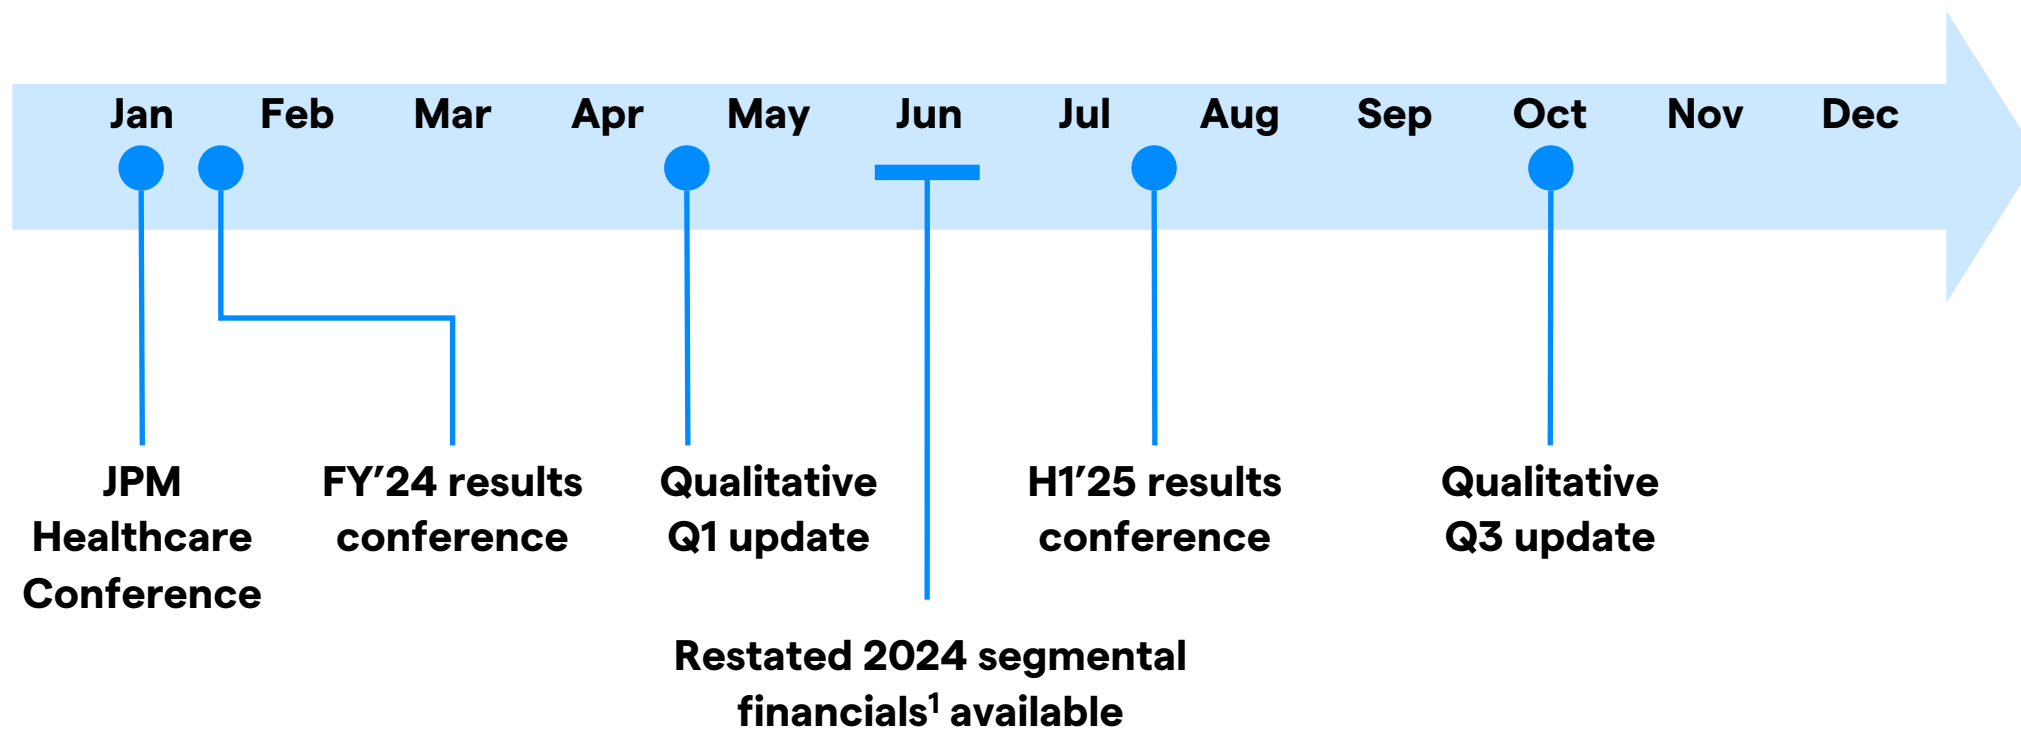 Jan Feb Mar Apr May Jun Jul Aug Sep Oct Nov Dec
JPM
Healthcare
Conference
FY’24 results
conference
Qualitative
Q1 update
Restated 2024 segmental
financials¹ available
H1’25 results
conference
Qualitative
Q3 update